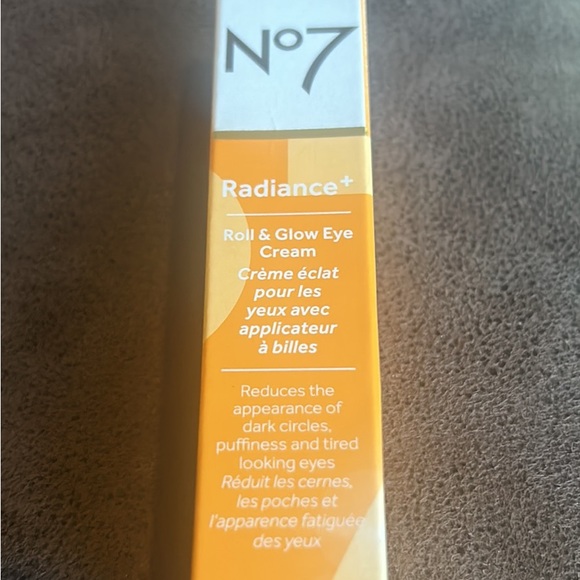 No7
Radiance+
Roll & Glow Eye
Cream
Crème éclat
pour les
yeux avec
applicateur
à billes
Reduces the
appearance of
dark circles,
puffiness and tired
looking eyes
Réduit les cernes,
les poches et
l'apparence fatiguée
des yeux